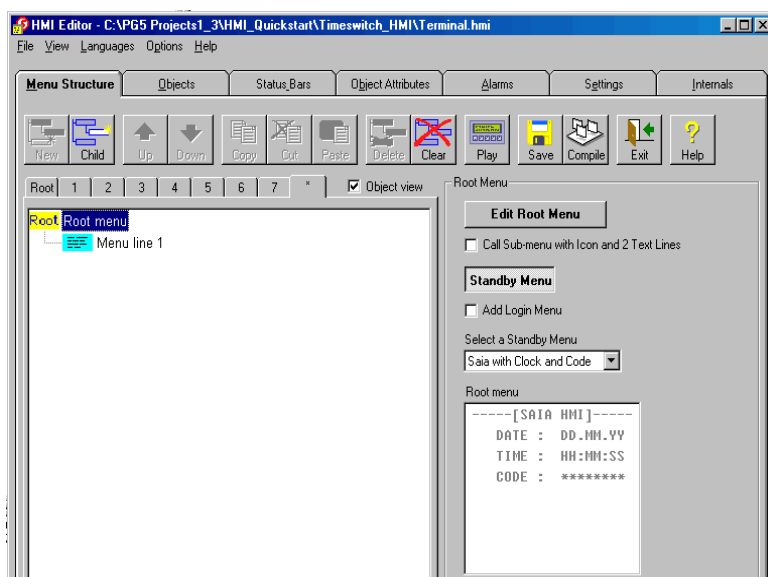 HMI Editor - C:\PG5 Projects1_3\HMI_Quickstart\Timeswitch_HMI\Terminal.hmi
File View Languages Options Help
Menu Structure Objects Status Bars Object Attributes Alarms Settings Internals
New Child Up Down Copy Cut Paste Delete Clear Play Save Compile Exit Help
Root 1 2 3 4 5 6 7 * Object view
Root Menu
Root Root menu
Menu line 1
Edit Root Menu
Call Sub-menu with Icon and 2 Text Lines
Standby Menu
Add Login Menu
Select a Standby Menu
Saia with Clock and Code
Root menu
-----[SAIA HMI]-----
DATE : DD.MM.YY
TIME : HH:MM:SS
CODE : ********